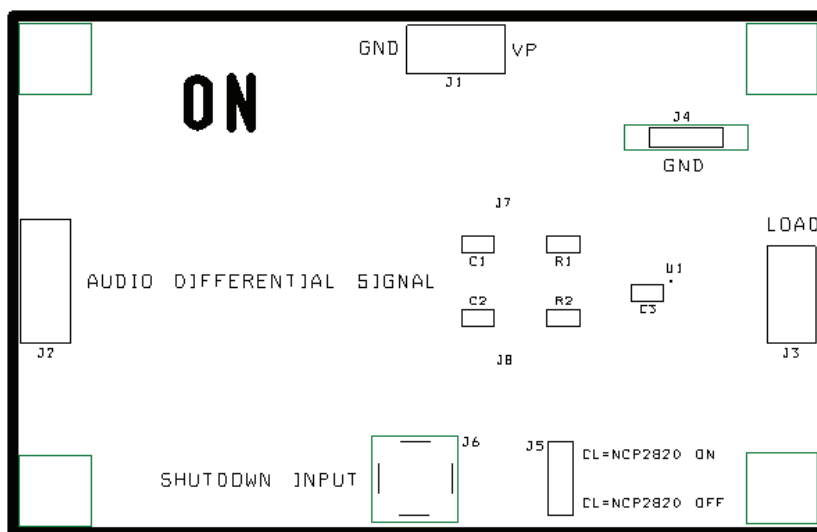 GND VP
J1
ON
J4
GND
J7
LOAD
C1 R1
U1
AUDIO DIFFERENTIAL SIGNAL
C2 R2
C3
J2
J3
J8
J6
J5
CL=NCP2820 ON
SHUTDOWN INPUT
CL=NCP2820 OFF